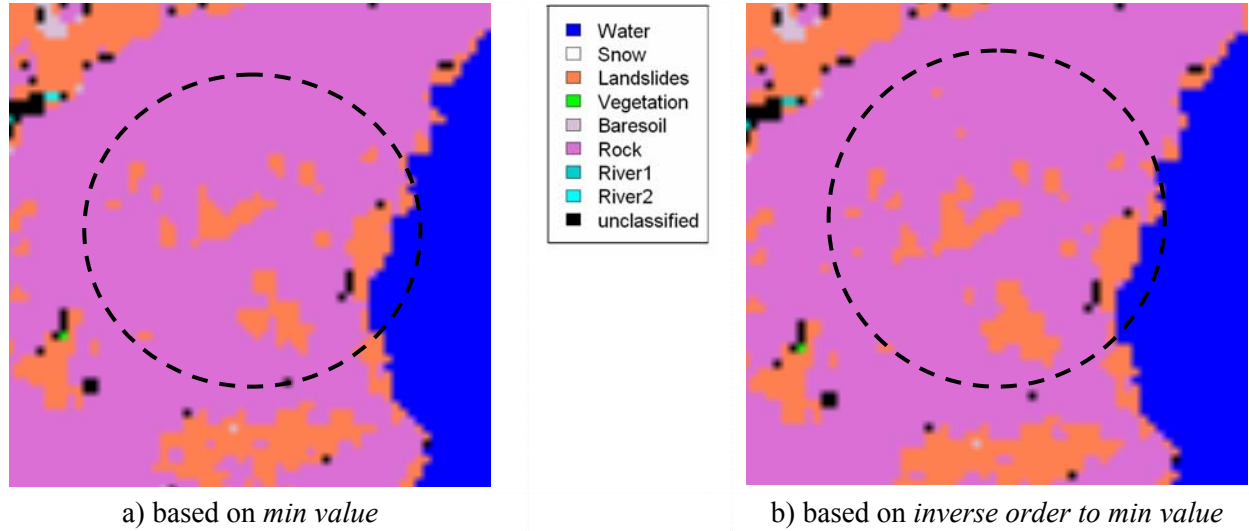 Water
Snow
Landslides
Vegetation
Baresoil
Rock
River1
River2
unclassified
a) based on min value
b) based on inverse order to min value